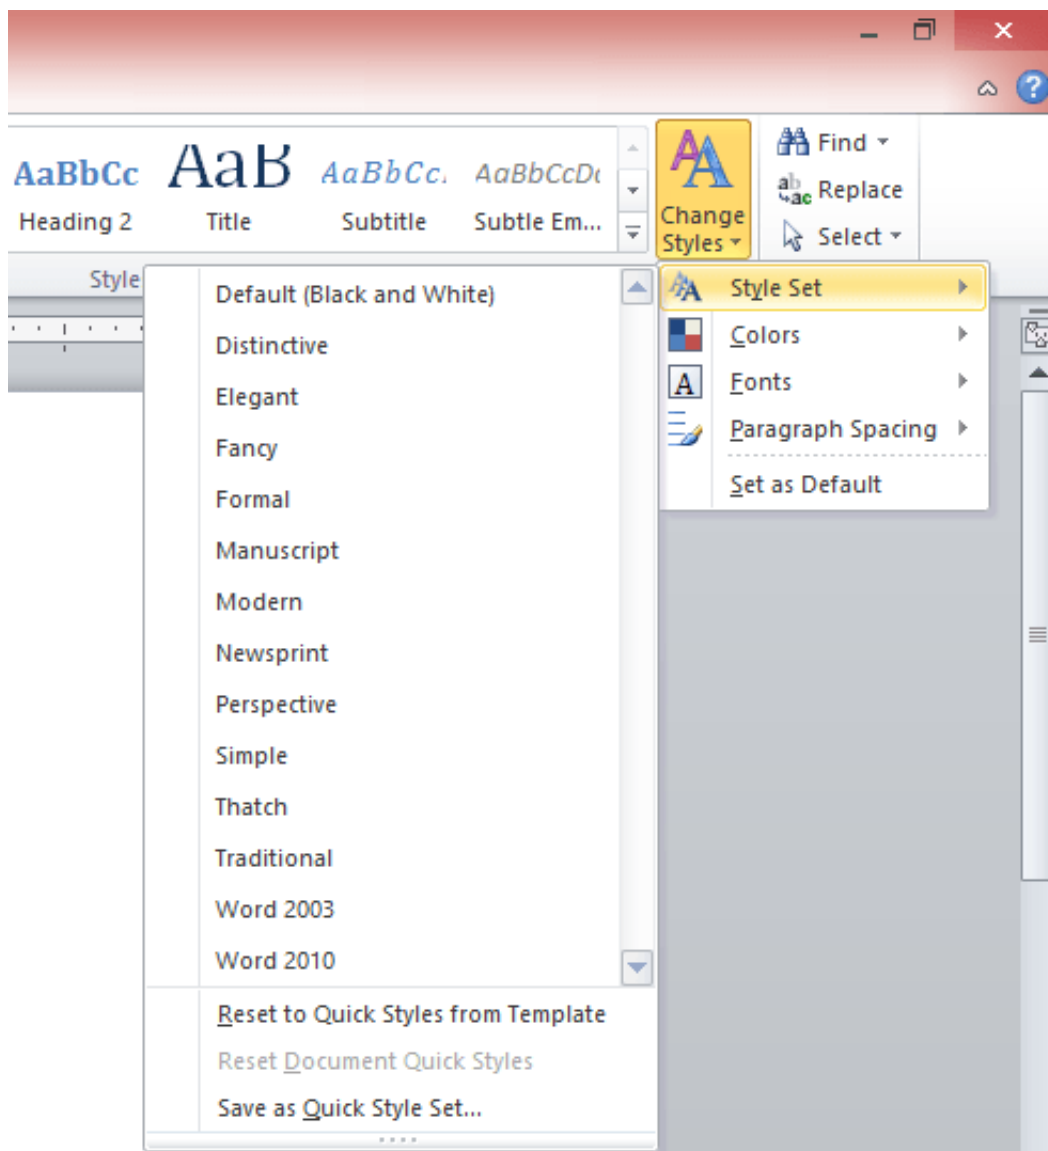 AaBbCc AaB AaBbCc. AaBbCcDc
Heading 2 Title Subtitle Subtle Em...
Style
Change
Styles
Find
Replace
Select
Style Set
Colors
Fonts
Paragraph Spacing
Set as Default
Default (Black and White)
Distinctive
Elegant
Fancy
Formal
Manuscript
Modern
Newsprint
Perspective
Simple
Thatch
Traditional
Word 2003
Word 2010
Reset to Quick Styles from Template
Reset Document Quick Styles
Save as Quick Style Set...